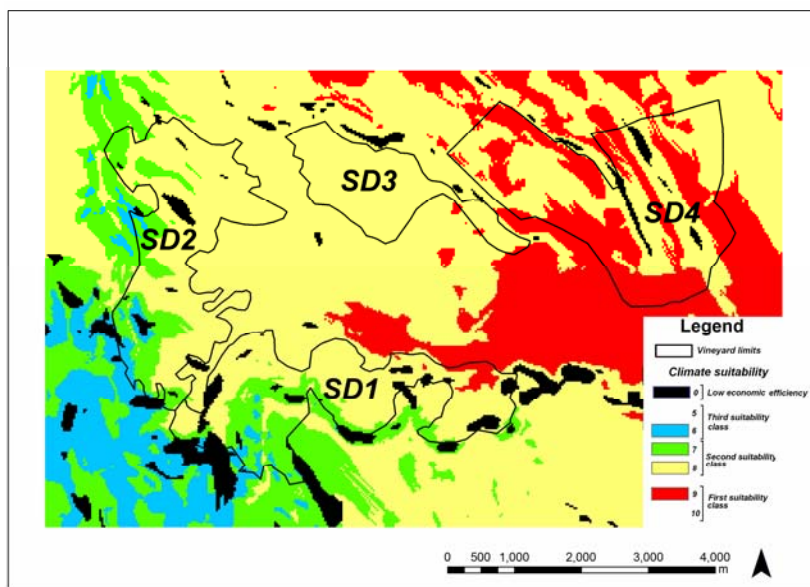 SD3
SD4
SD2
SD1
Legend
Vineyard limits
Climate suitability
0 Low economic efficiency
5 Third suitability
6 class
7 Second suitability
8 class
9 First suitability
10 class
0 500 1,000 2,000 3,000 4,000
m